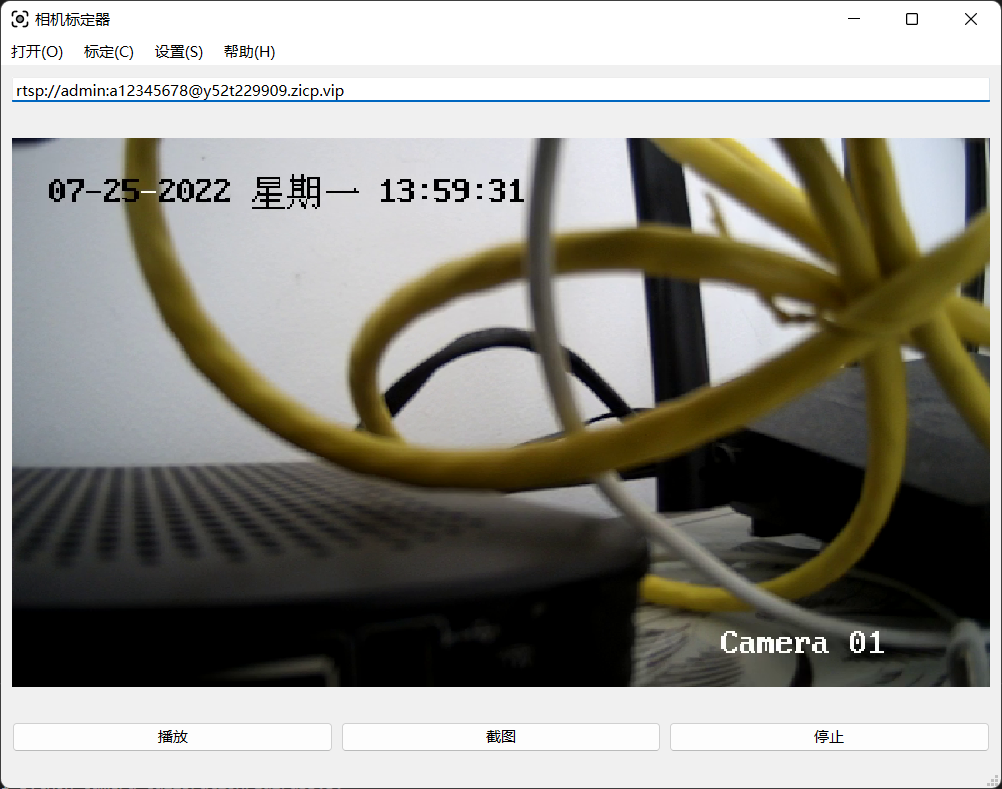 相机标定器
打开(O) 标定(C) 设置(S) 帮助(H)
rtsp://admin:a12345678@y52t229909.zicp.vip
07-25-2022 星期一 13:59:31
Camera 01
播放 截图 停止